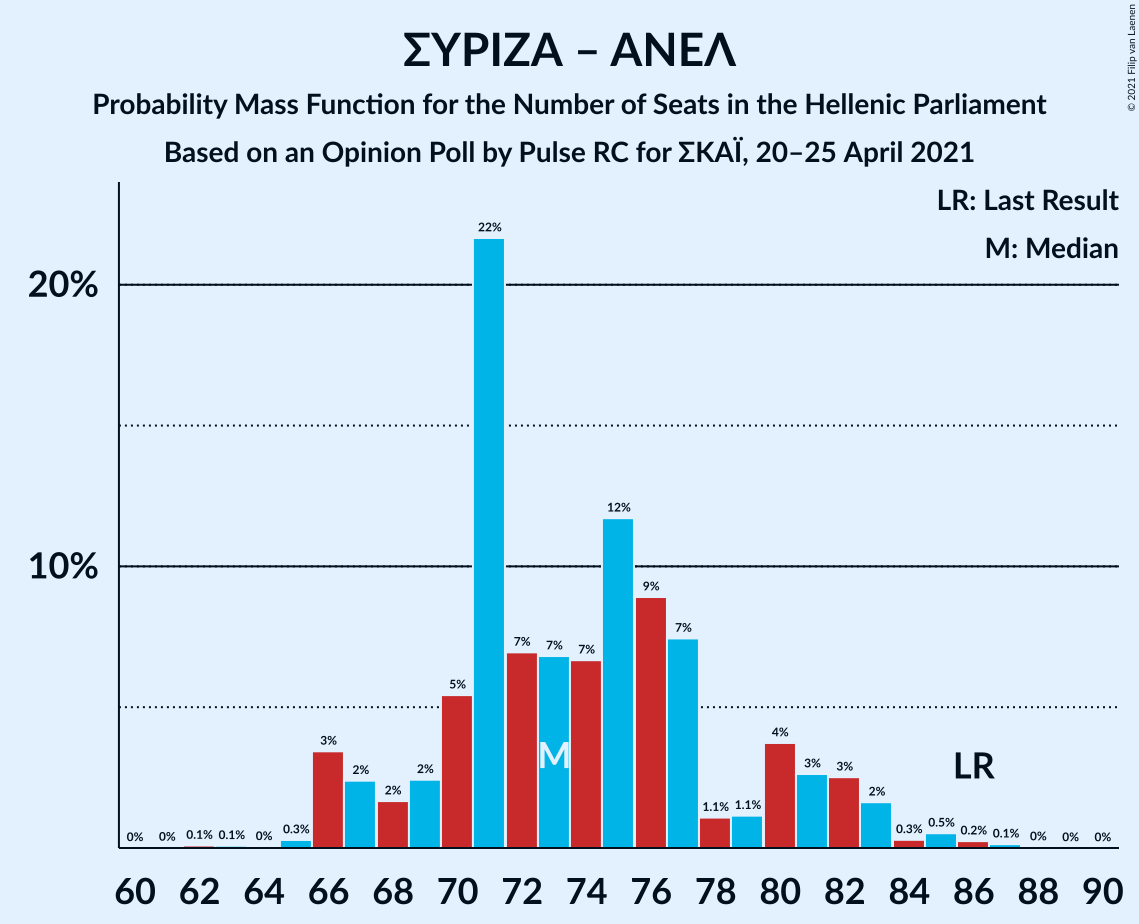 ΣΥΡΙΖΑ – ΑΝΕΛ
Probability Mass Function for the Number of Seats in the Hellenic Parliament
Based on an Opinion Poll by Pulse RC for ΣΚΑΪ, 20–25 April 2021
© 2021 Filip van Laenen
LR: Last Result
M: Median
20%
10%
0% 0% 0.1% 0.1% 0% 0.3% 3% 2% 2% 2% 5% 22% 7% 7% 7% 12% 9% 7% 1.1% 1.1% 4% 3% 3% 2% 0.3% 0.5% 0.2% 0.1% 0% 0% 0%
M
LR
60 62 64 66 68 70 72 74 76 78 80 82 84 86 88 90